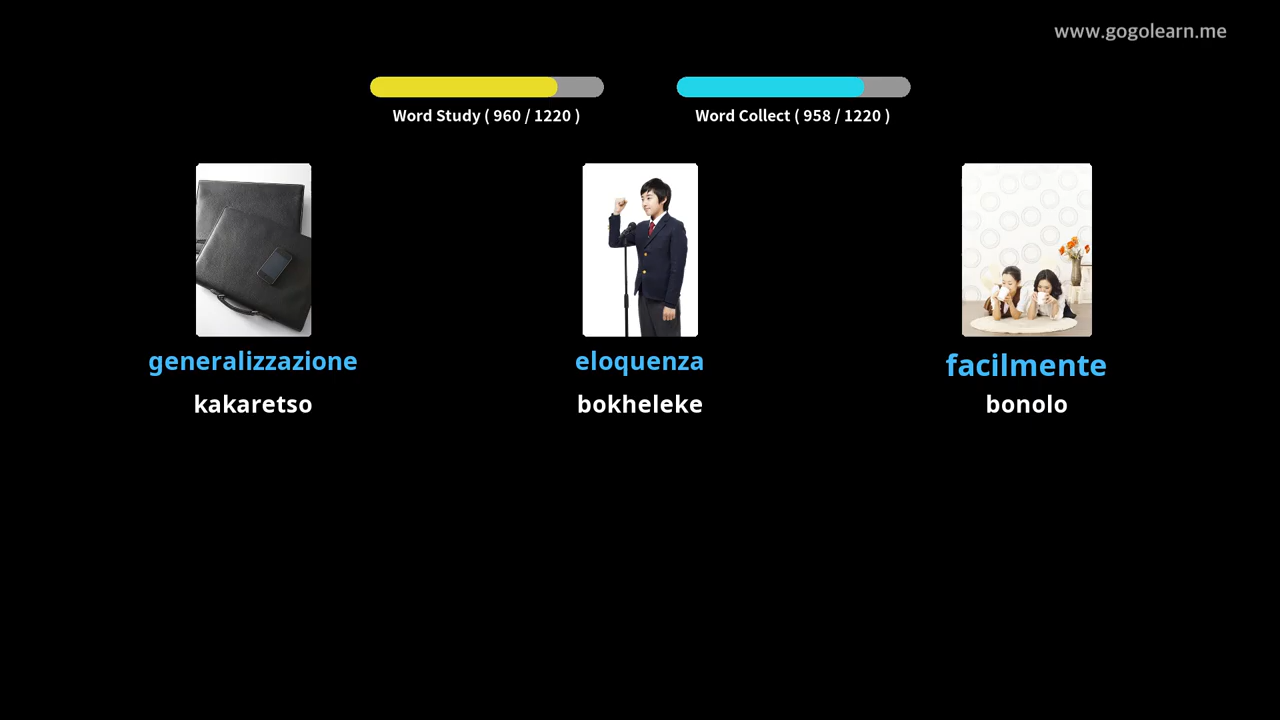 www.gogolearn.me
Word Study ( 960 / 1220 )
Word Collect ( 958 / 1220 )
generalizzazione
kakaretso
eloquenza
bokheleke
facilmente
bonolo